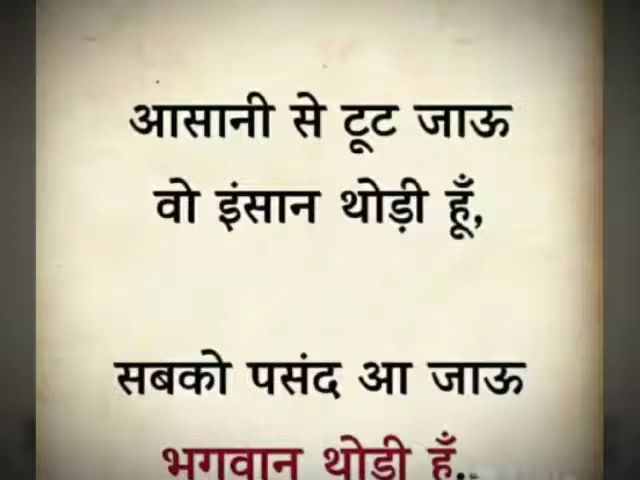 आसानी से टूट जाऊ
वो इंसान थोड़ी हूँ,
सबको पसंद आ जाऊ
भगवान थोडी हूँ..